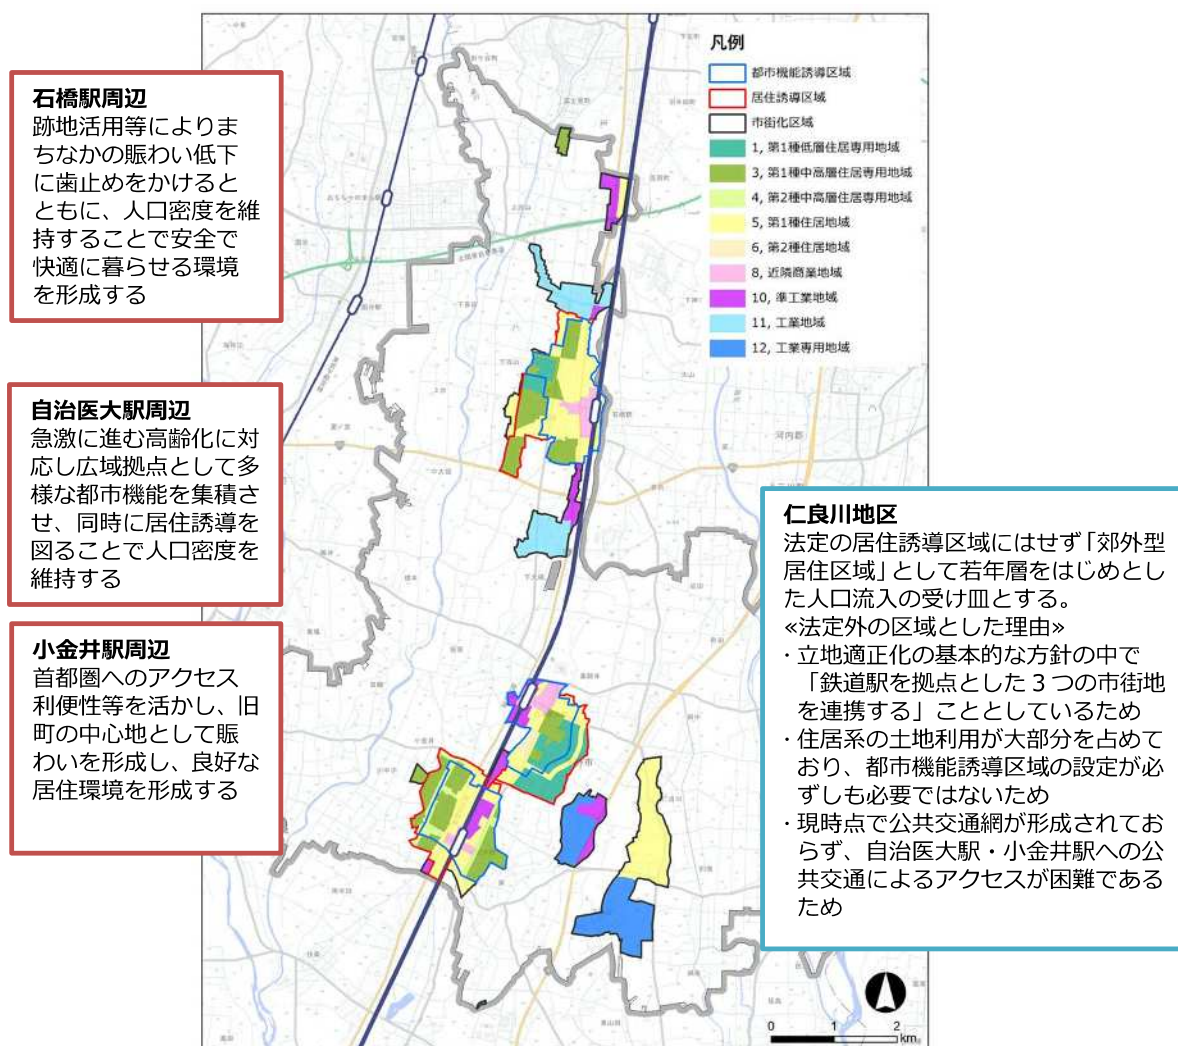 石橋駅周辺
跡地活用等によりま
ちなかの賑わい低下
に歯止めをかけると
ともに、人口密度を維
持することで安全で
快適に暮らせる環境
を形成する
自治医大駅周辺
急激に進む高齢化に対
応し広域拠点として多
様な都市機能を集積さ
せ、同時に居住誘導を
図ることで人口密度を
維持する
小金井駅周辺
首都圏へのアクセス
利便性等を活かし、旧
町の中心地として賑
わいを形成し、良好な
居住環境を形成する
凡例
都市機能誘導区域
居住誘導区域
市街化区域
1, 第1種低層住居専用地域
3, 第1種中高層住居専用地域
4, 第2種中高層住居専用地域
5, 第1種住居地域
6, 第2種住居地域
8, 近隣商業地域
10, 準工業地域
11, 工業地域
12, 工業専用地域
河内郡
仁良川地区
法定の居住誘導区域にはせず「郊外型
居住区域」として若年層をはじめとし
た人口流入の受け皿とする。
≪法定外の区域とした理由≫
・立地適正化の基本的な方針の中で
「鉄道駅を拠点とした３つの市街地
を連携する」こととしているため
・住居系の土地利用が大部分を占めて
おり、都市機能誘導区域の設定が必
ずしも必要ではないため
・現時点で公共交通網が形成されてお
らず、自治医大駅・小金井駅への公
共交通によるアクセスが困難である
ため
0 1 2
km